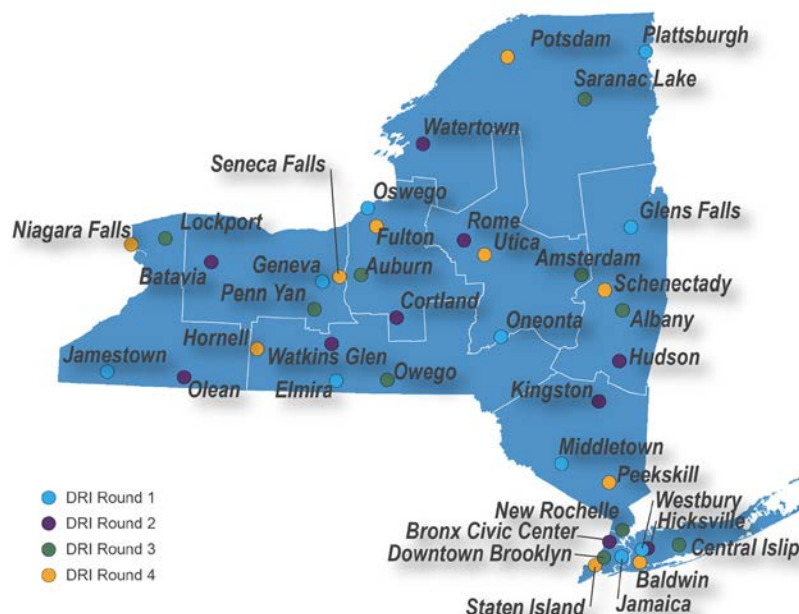 Potsdam
Plattsburgh
Saranac Lake
Watertown
Seneca Falls
Oswego
Glens Falls
Niagara Falls
Lockport
Fulton
Rome
Utica
Batavia
Geneva
Auburn
Amsterdam
Penn Yan
Schenectady
Cortland
Albany
Oneonta
Jamestown
Hornell
Watkins Glen
Hudson
Olean
Elmira
Owego
Kingston
Middletown
Peekskill
DRI Round 1
DRI Round 2
DRI Round 3
DRI Round 4
New Rochelle
Westbury
Bronx Civic Center
Hicksville
Downtown Brooklyn
Central Islip
Baldwin
Staten Island
Jamaica